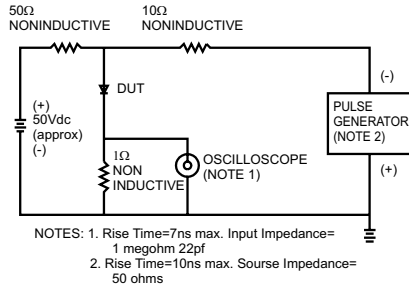 50Ω
NONINDUCTIVE
10Ω
NONINDUCTIVE
(+)
50Vdc
(approx)
(-)
DUT
1Ω
NON
INDUCTIVE
OSCILLOSCOPE
(NOTE 1)
(-)
PULSE
GENERATOR
(NOTE 2)
(+)
NOTES: 1. Rise Time=7ns max. Input Impedance=
1 megohm 22pf
2. Rise Time=10ns max. Sourse Impedance=
50 ohms